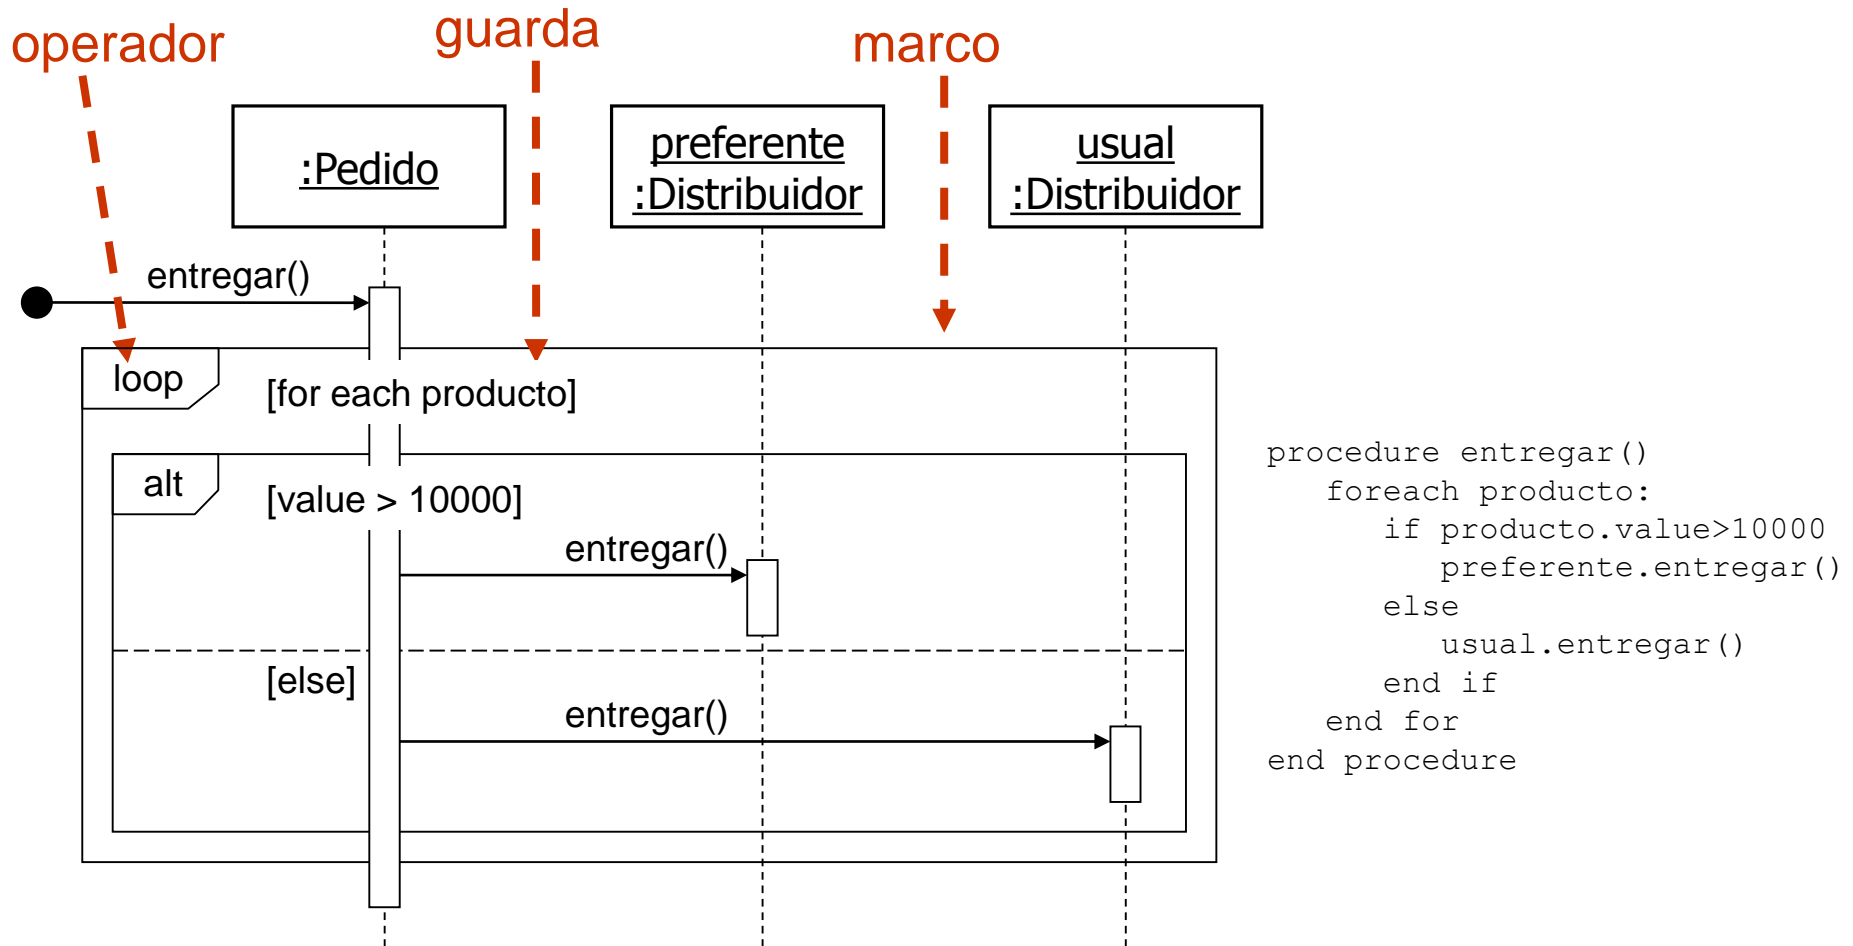 operador
guarda
marco
:Pedido
preferente
:Distribuidor
usual
:Distribuidor
entregar()
loop
[for each producto]
alt
[value > 10000]
entregar()
[else]
entregar()
procedure entregar()
foreach producto:
if producto.value>10000
preferente.entregar()
else
usual.entregar()
end if
end for
end procedure